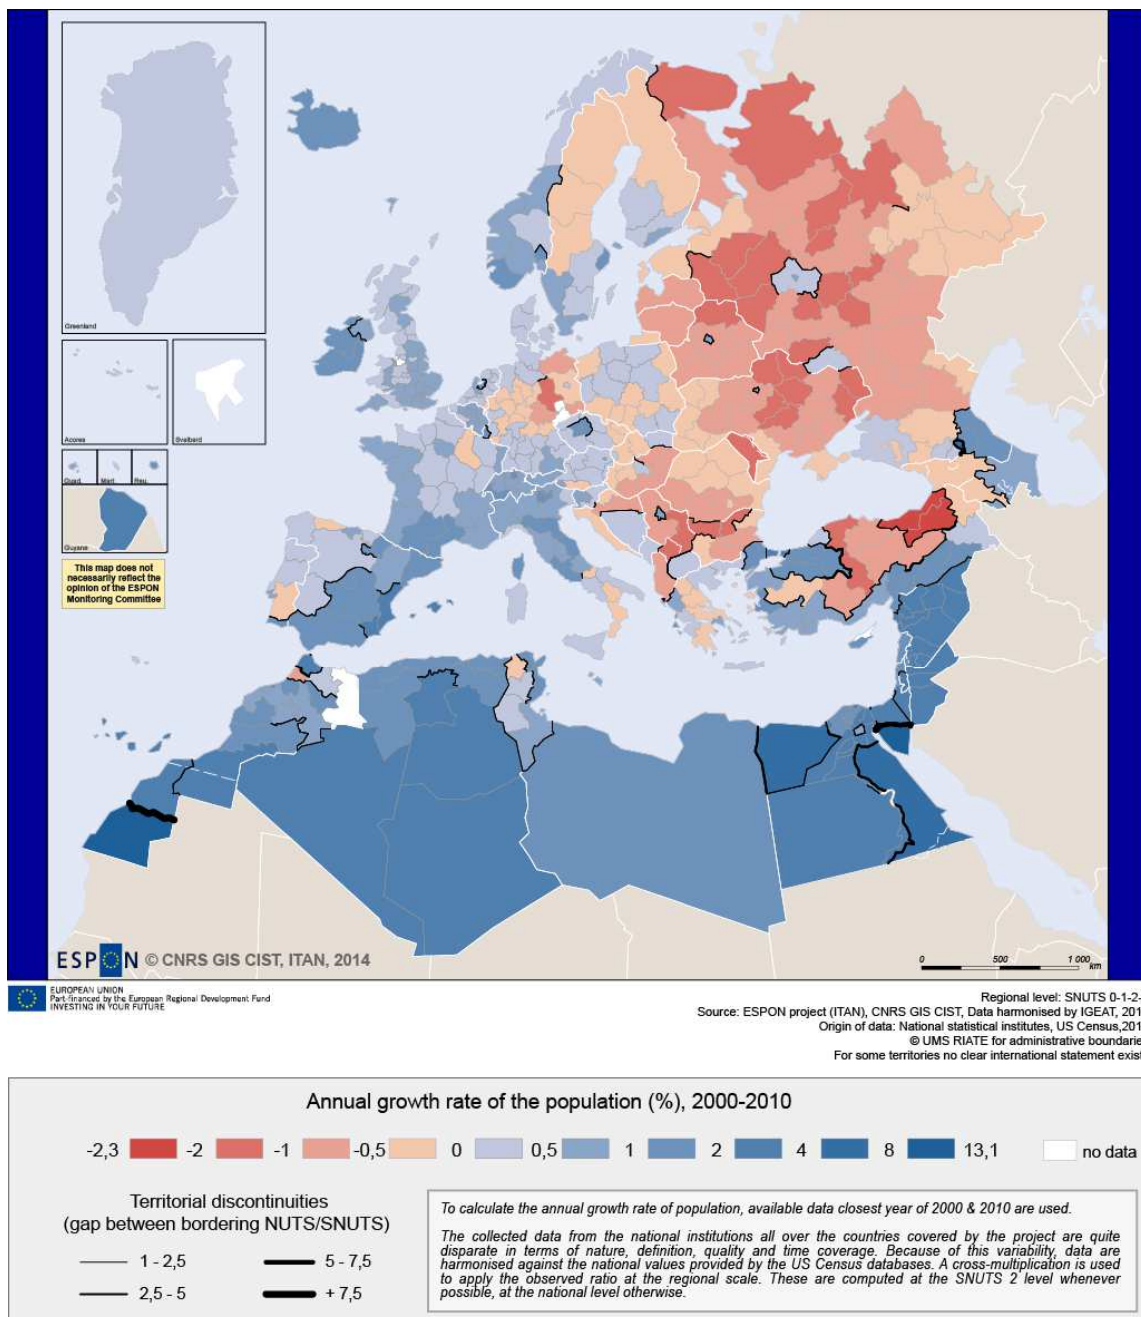 Greenland
Acores
Svalbard
Guad.
Mart.
Reu.
Guyane
This map does not
necessarily reflect the
opinion of the ESPON
Monitoring Committee
ESPON © CNRS GIS CIST, ITAN, 2014
0 500 1 000
km
EUROPEAN UNION
Part-financed by the European Regional Development Fund
INVESTING IN YOUR FUTURE
Regional level: SNUTS 0-1-2-
Source: ESPON project (ITAN), CNRS GIS CIST, Data harmonised by IGEAT, 201
Origin of data: National statistical institutes, US Census,201
© UMS RIATE for administrative boundarie
For some territories no clear international statement exist
Annual growth rate of the population (%), 2000-2010
-2,3 -2 -1 -0,5 0 0,5 1 2 4 8 13,1 no data
Territorial discontinuities
(gap between bordering NUTS/SNUTS)
1 - 2,5
5 - 7,5
2,5 - 5
+ 7,5
To calculate the annual growth rate of population, available data closest year of 2000 & 2010 are used.
The collected data from the national institutions all over the countries covered by the project are quite
disparate in terms of nature, definition, quality and time coverage. Because of this variability, data are
harmonised against the national values provided by the US Census databases. A cross-multiplication is used
to apply the observed ratio at the regional scale. These are computed at the SNUTS 2 level whenever
possible, at the national level otherwise.